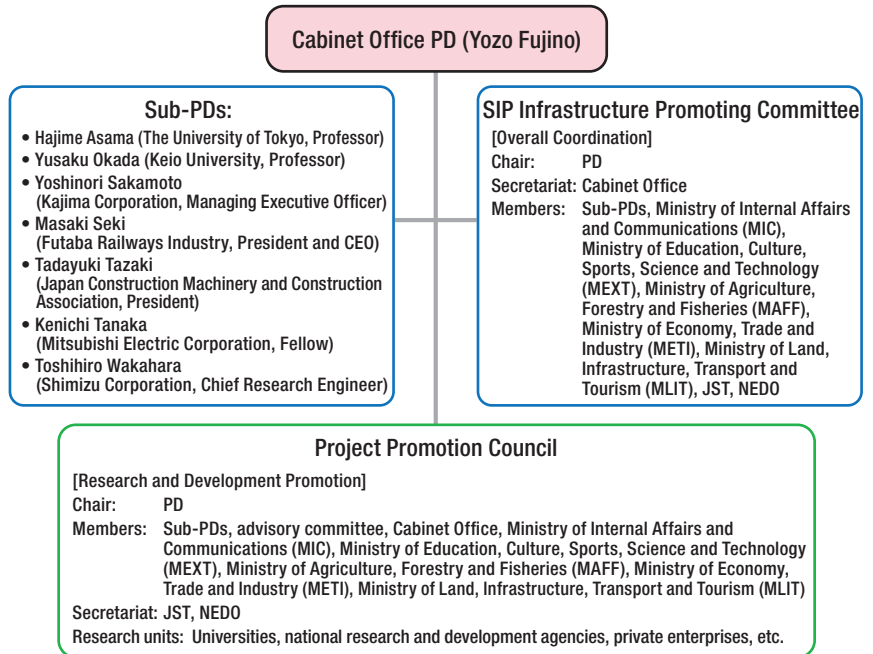 Cabinet Office PD (Yozo Fujino)
Sub-PDs:
• Hajime Asama (The University of Tokyo, Professor)
• Yusaku Okada (Keio University, Professor)
• Yoshinori Sakamoto
(Kajima Corporation, Managing Executive Officer)
• Masaki Seki
(Futaba Railways Industry, President and CEO)
• Tadayuki Tazaki
(Japan Construction Machinery and Construction
Association, President)
• Kenichi Tanaka
(Mitsubishi Electric Corporation, Fellow)
• Toshihiro Wakahara
(Shimizu Corporation, Chief Research Engineer)
SIP Infrastructure Promoting Committee
[Overall Coordination]
Chair: PD
Secretariat: Cabinet Office
Members: Sub-PDs, Ministry of Internal Affairs
and Communications (MIC),
Ministry of Education, Culture,
Sports, Science and Technology
(MEXT), Ministry of Agriculture,
Forestry and Fisheries (MAFF),
Ministry of Economy, Trade and
Industry (METI), Ministry of Land,
Infrastructure, Transport and
Tourism (MLIT), JST, NEDO
Project Promotion Council
[Research and Development Promotion]
Chair: PD
Members: Sub-PDs, advisory committee, Cabinet Office, Ministry of Internal Affairs and
Communications (MIC), Ministry of Education, Culture, Sports, Science and Technology
(MEXT), Ministry of Agriculture, Forestry and Fisheries (MAFF), Ministry of Economy,
Trade and Industry (METI), Ministry of Land, Infrastructure, Transport and Tourism (MLIT)
Secretariat: JST, NEDO
Research units: Universities, national research and development agencies, private enterprises, etc.